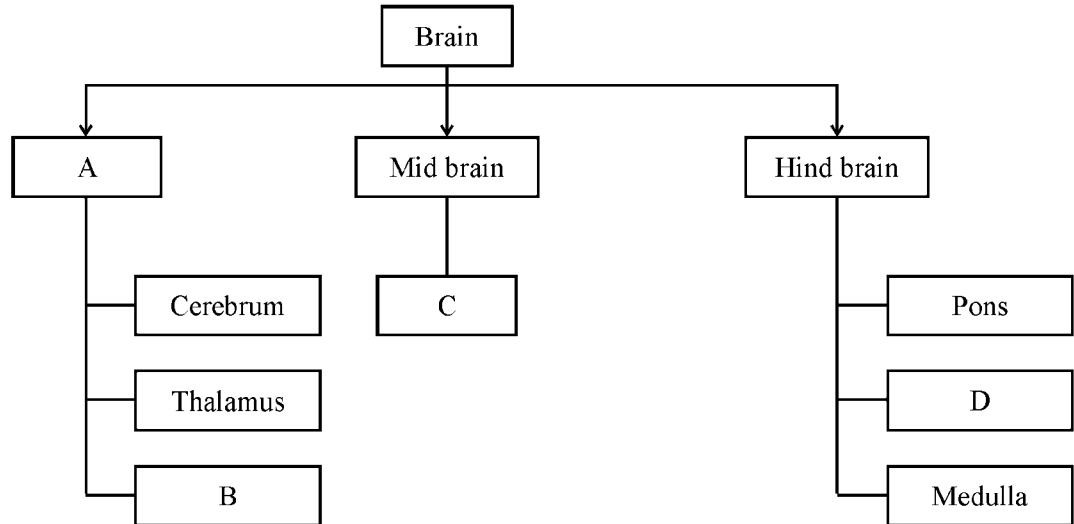 Brain
A
Mid brain
Hind brain
Cerebrum
C
Pons
Thalamus
D
B
Medulla